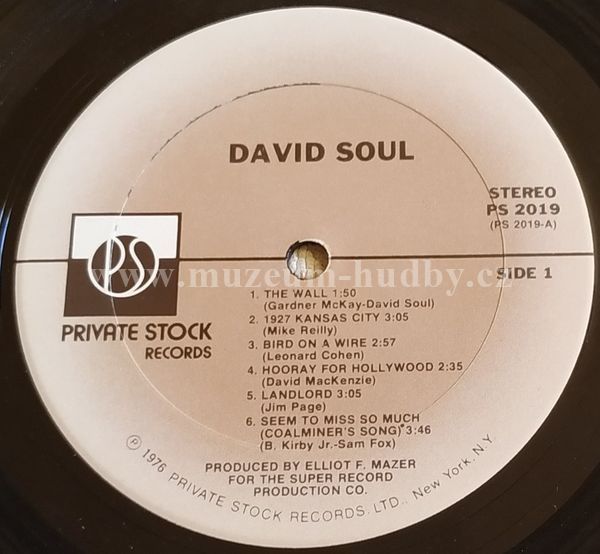 DAVID SOUL
STEREO
PS 2019
(PS 2019-A)
SIDE 1
PS
PRIVATE STOCK
RECORDS
www.muzeum-hudby.cz
1. THE WALL 1:50
(Gardner McKay-David Soul)
2. 1927 KANSAS CITY 3:05
(Mike Reilly)
3. BIRD ON A WIRE 2:57
(Leonard Cohen)
4. HOORAY FOR HOLLYWOOD 2:35
(David MacKenzie)
5. LANDLORD 3:05
(Jim Page)
6. SEEM TO MISS SO MUCH
(COALMINER'S SONG) 3:46
(B. Kirby Jr.-Sam Fox)
PRODUCED BY ELLIOT F. MAZER
FOR THE SUPER RECORD
PRODUCTION CO.
Ⓟ 1976 PRIVATE STOCK RECORDS, LTD., New York, N.Y.